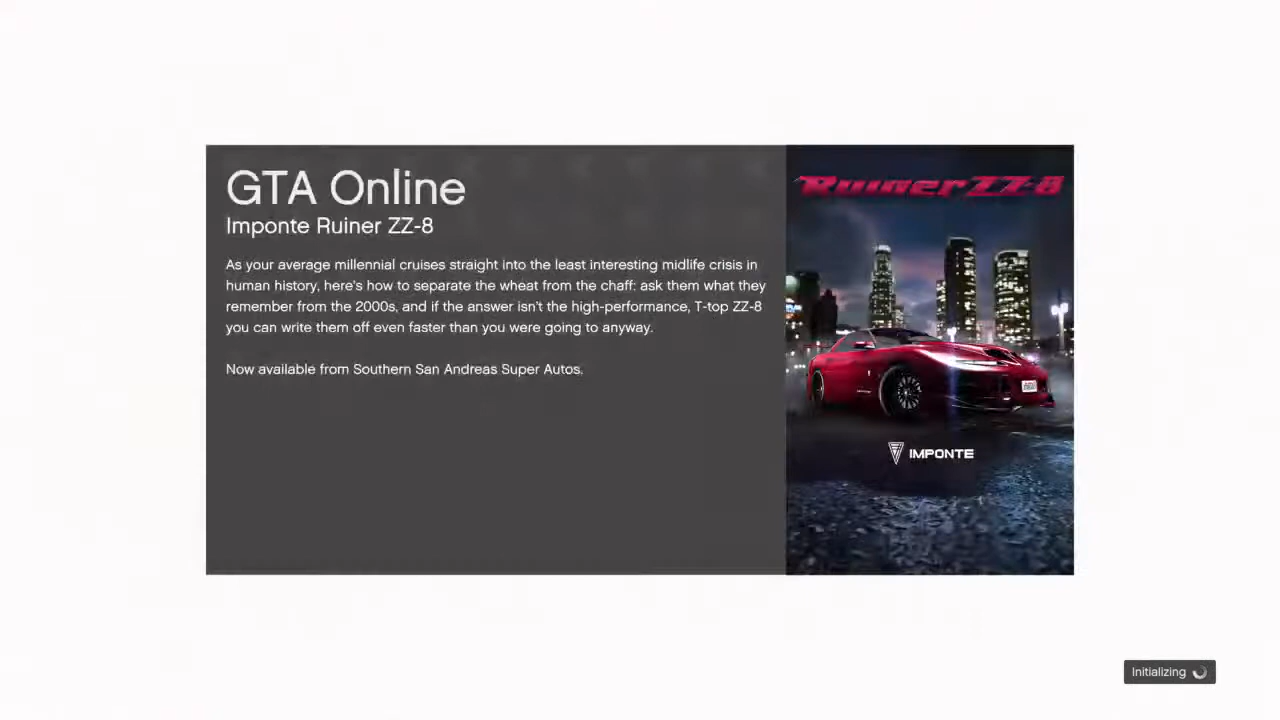 GTA Online
Imponte Ruiner ZZ-8
As your average millennial cruises straight into the least interesting midlife crisis in
human history, here's how to separate the wheat from the chaff: ask them what they
remember from the 2000s, and if the answer isn't the high-performance, T-top ZZ-8
you can write them off even faster than you were going to anyway.
Now available from Southern San Andreas Super Autos.
Ruiner ZZ-8
IMPONTE
Initializing